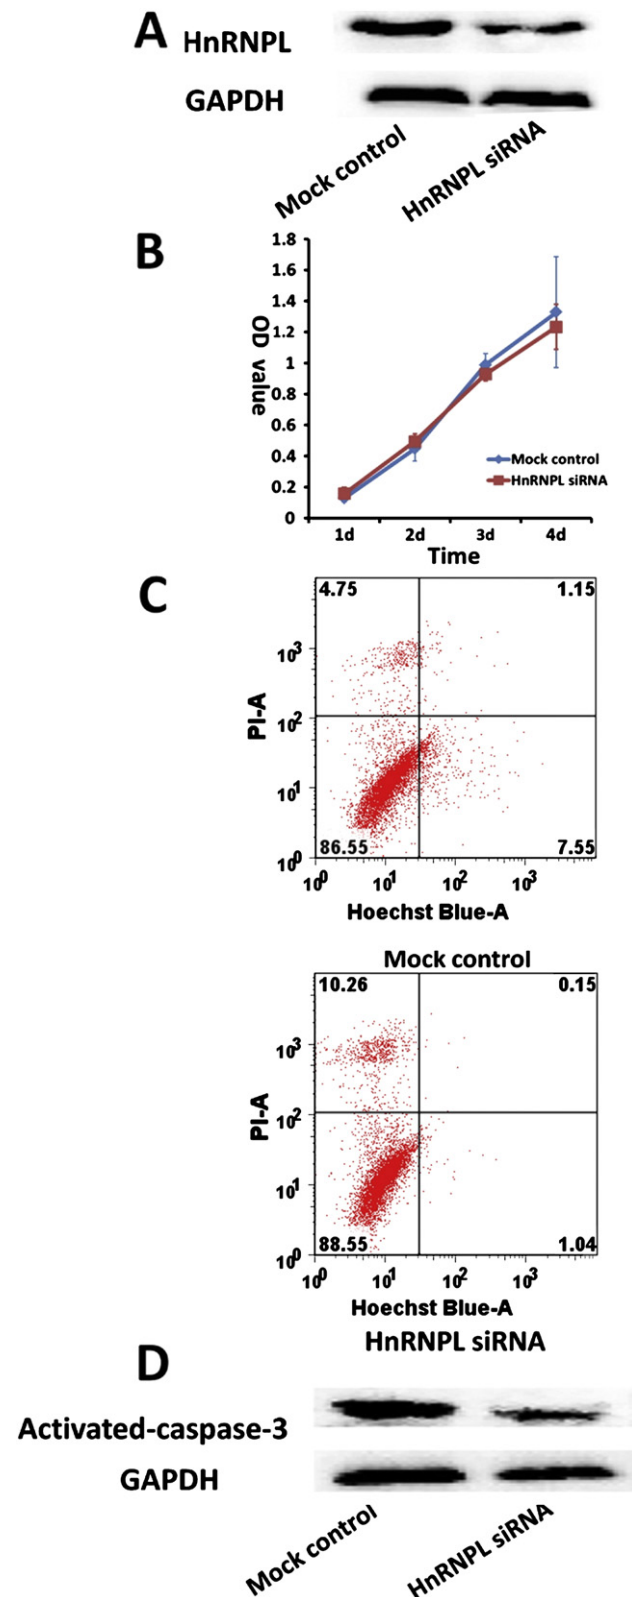 A
HnRNPL
GAPDH
Mock control
HnRNPL siRNA
B
1.8
1.6
1.4
1.2
1
0.8
0.6
0.4
0.2
0
OD value
Mock control
HnRNPL siRNA
1d 2d 3d 4d
Time
C
4.75 1.15
10³
10²
10¹
10⁰
PI-A
86.55 7.55
10⁰ 10¹ 10² 10³
Hoechst Blue-A
Mock control
10.26 0.15
10³
10²
10¹
10⁰
PI-A
88.55 1.04
10⁰ 10¹ 10² 10³
Hoechst Blue-A
HnRNPL siRNA
D
Activated-caspase-3
GAPDH
Mock control
HnRNPL siRNA